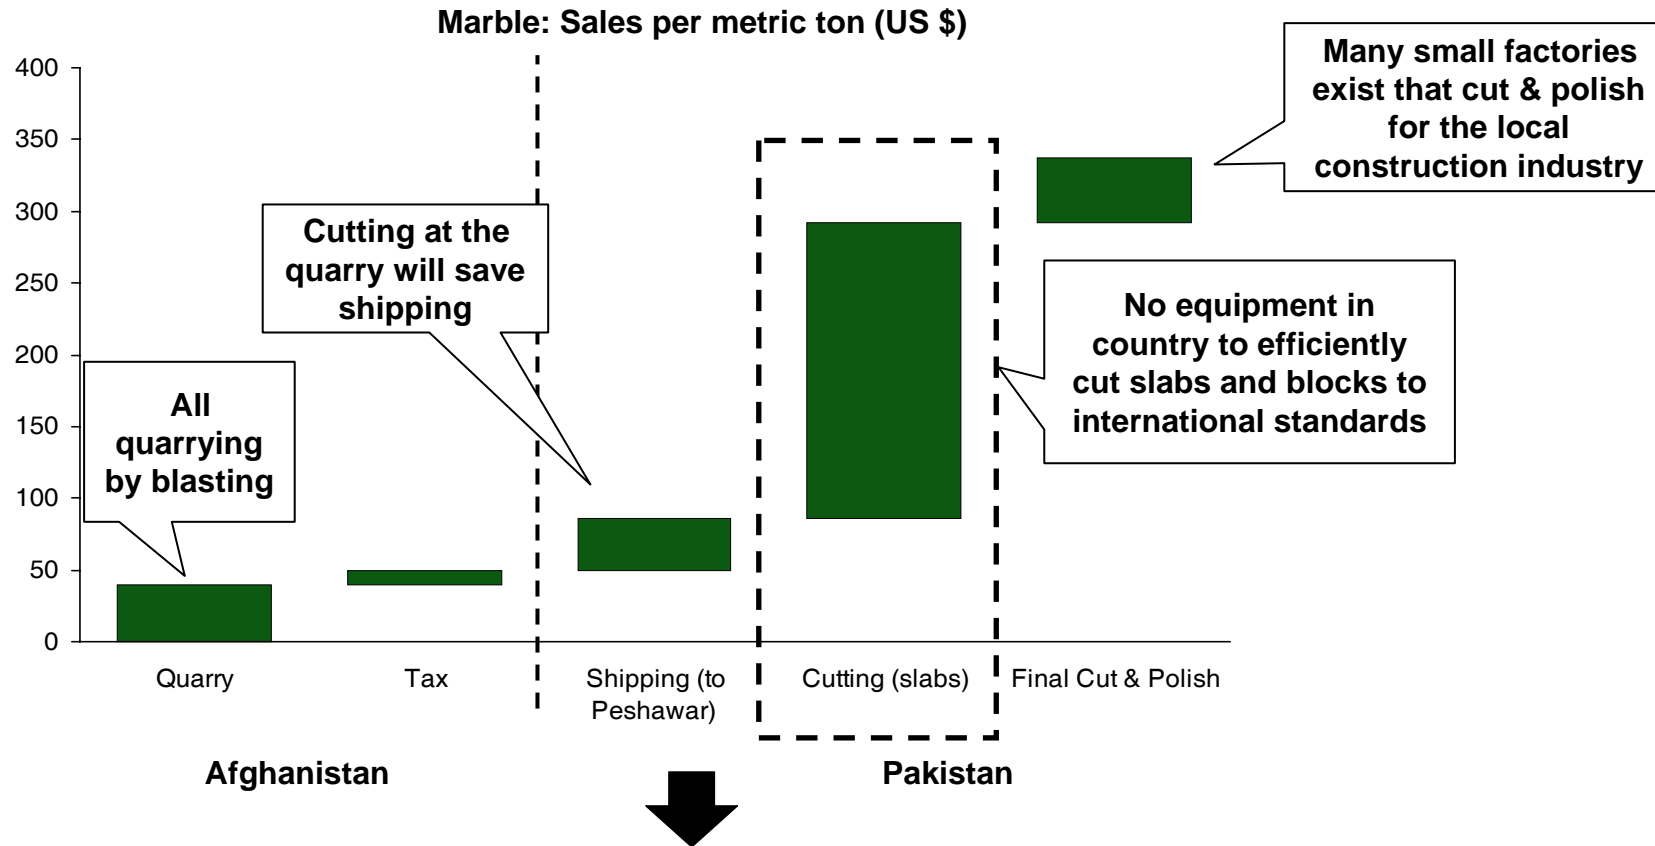 Marble: Sales per metric ton (US $)
400
350
300
250
200
150
100
50
0
All
quarrying
by blasting
Cutting at the
quarry will save
shipping
Many small factories
exist that cut & polish
for the local
construction industry
No equipment in
country to efficiently
cut slabs and blocks to
international standards
Quarry
Tax
Shipping (to
Peshawar)
Cutting (slabs)
Final Cut & Polish
Afghanistan
Pakistan